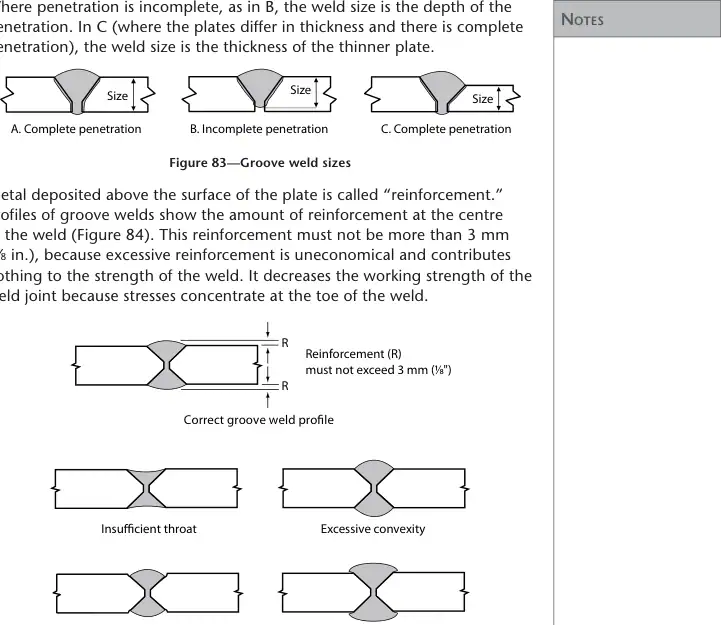 here penetration is incomplete, as in B, the weld size is the depth of the
enetration. In C (where the plates differ in thickness and there is complete
enetration), the weld size is the thickness of the thinner plate.
NOTES
Size
Size
Size
A. Complete penetration
B. Incomplete penetration
C. Complete penetration
Figure 83—Groove weld sizes
etal deposited above the surface of the plate is called “reinforcement.”
ofiles of groove welds show the amount of reinforcement at the centre
the weld (Figure 84). This reinforcement must not be more than 3 mm
⅛ in.), because excessive reinforcement is uneconomical and contributes
othing to the strength of the weld. It decreases the working strength of the
eld joint because stresses concentrate at the toe of the weld.
R
Reinforcement (R)
must not exceed 3 mm (⅛")
R
Correct groove weld profile
Insufficient throat
Excessive convexity